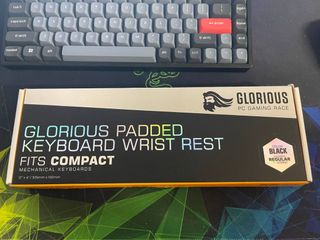 GLORIOUS
PC GAMING RACE
GLORIOUS PADDED
KEYBOARD WRIST REST
FITS COMPACT
MECHANICAL KEYBOARDS
BLACK
REGULAR